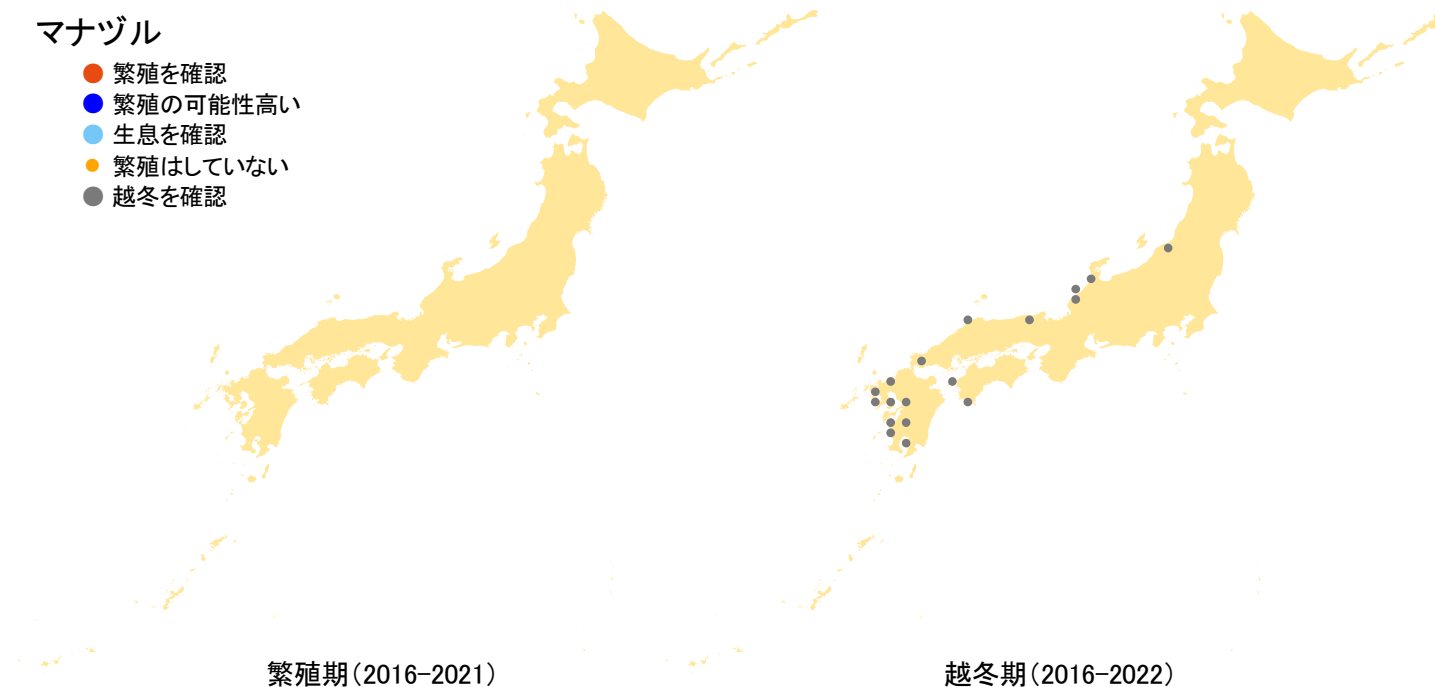 マナヅル
繁殖を確認
繁殖の可能性高い
生息を確認
繁殖はしていない
越冬を確認
繁殖期(2016-2021)
越冬期(2016-2022)